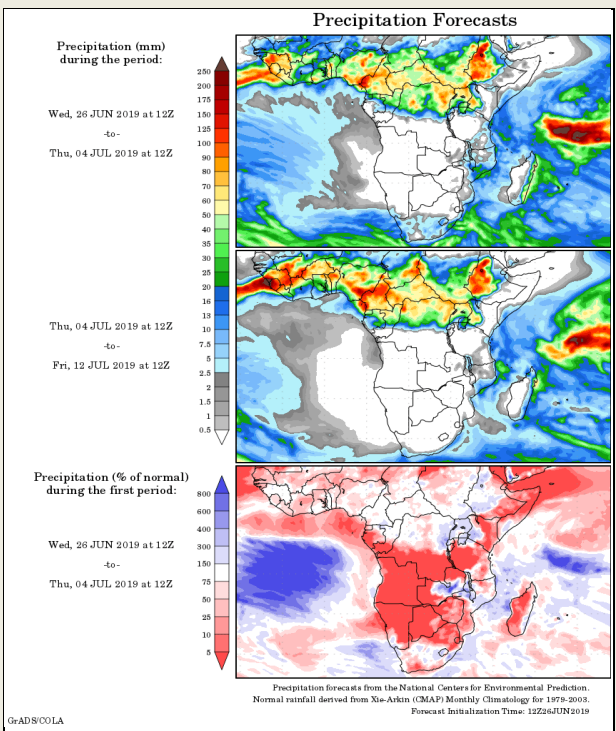 Precipitation Forecasts
Precipitation (mm)
during the period:
Wed, 26 JUN 2019 at 12Z
-to-
Thu, 04 JUL 2019 at 12Z
250
200
175
150
125
100
90
80
70
60
50
40
35
30
25
20
16
13
10
7.5
5
2.5
2
1.5
1
0.5
Thu, 04 JUL 2019 at 12Z
-to-
Fri, 12 JUL 2019 at 12Z
Precipitation (% of normal)
during the first period:
Wed, 26 JUN 2019 at 12Z
-to-
Thu, 04 JUL 2019 at 12Z
800
600
400
300
150
75
50
25
10
5
Precipitation forecasts from the National Centers for Environmental Prediction.
Normal rainfall derived from Xie-Arkin (CMAP) Monthly Climatology for 1979-2003.
Forecast Initialization Time: 12Z26JUN2019
GrADS/COLA